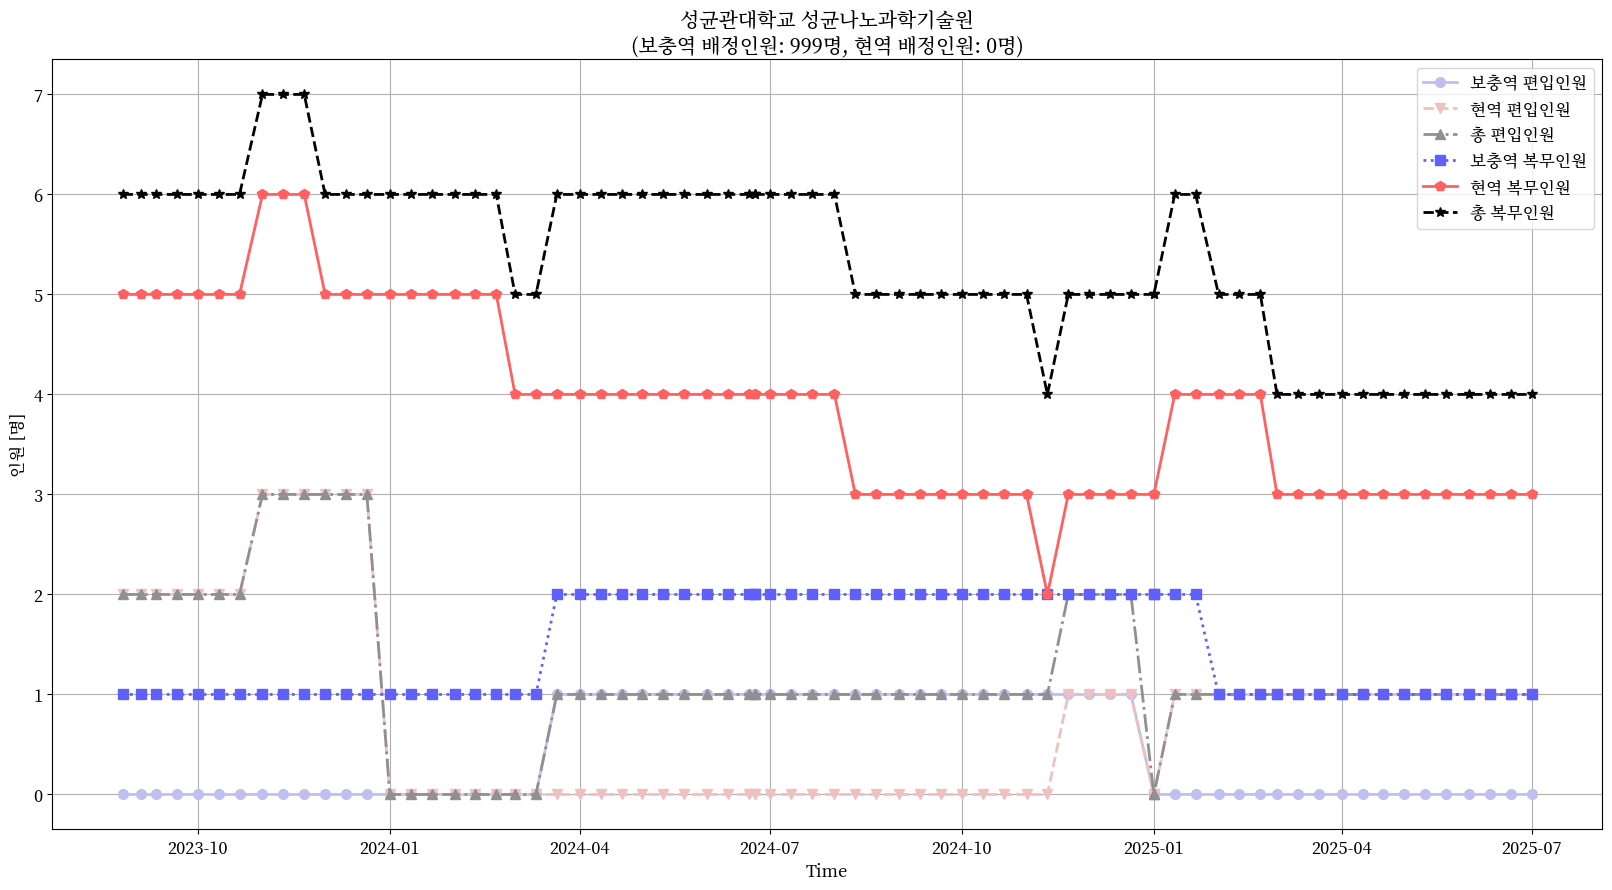 성균관대학교 성균나노과학기술원
(보충역 배정인원: 999명, 현역 배정인원: 0명)
보충역 편입인원
현역 편입인원
총 편입인원
보충역 복무인원
현역 복무인원
총 복무인원
인원 [명]
7
6
5
4
3
2
1
0
2023-10
2024-01
2024-04
2024-07
2024-10
2025-01
2025-04
2025-07
Time